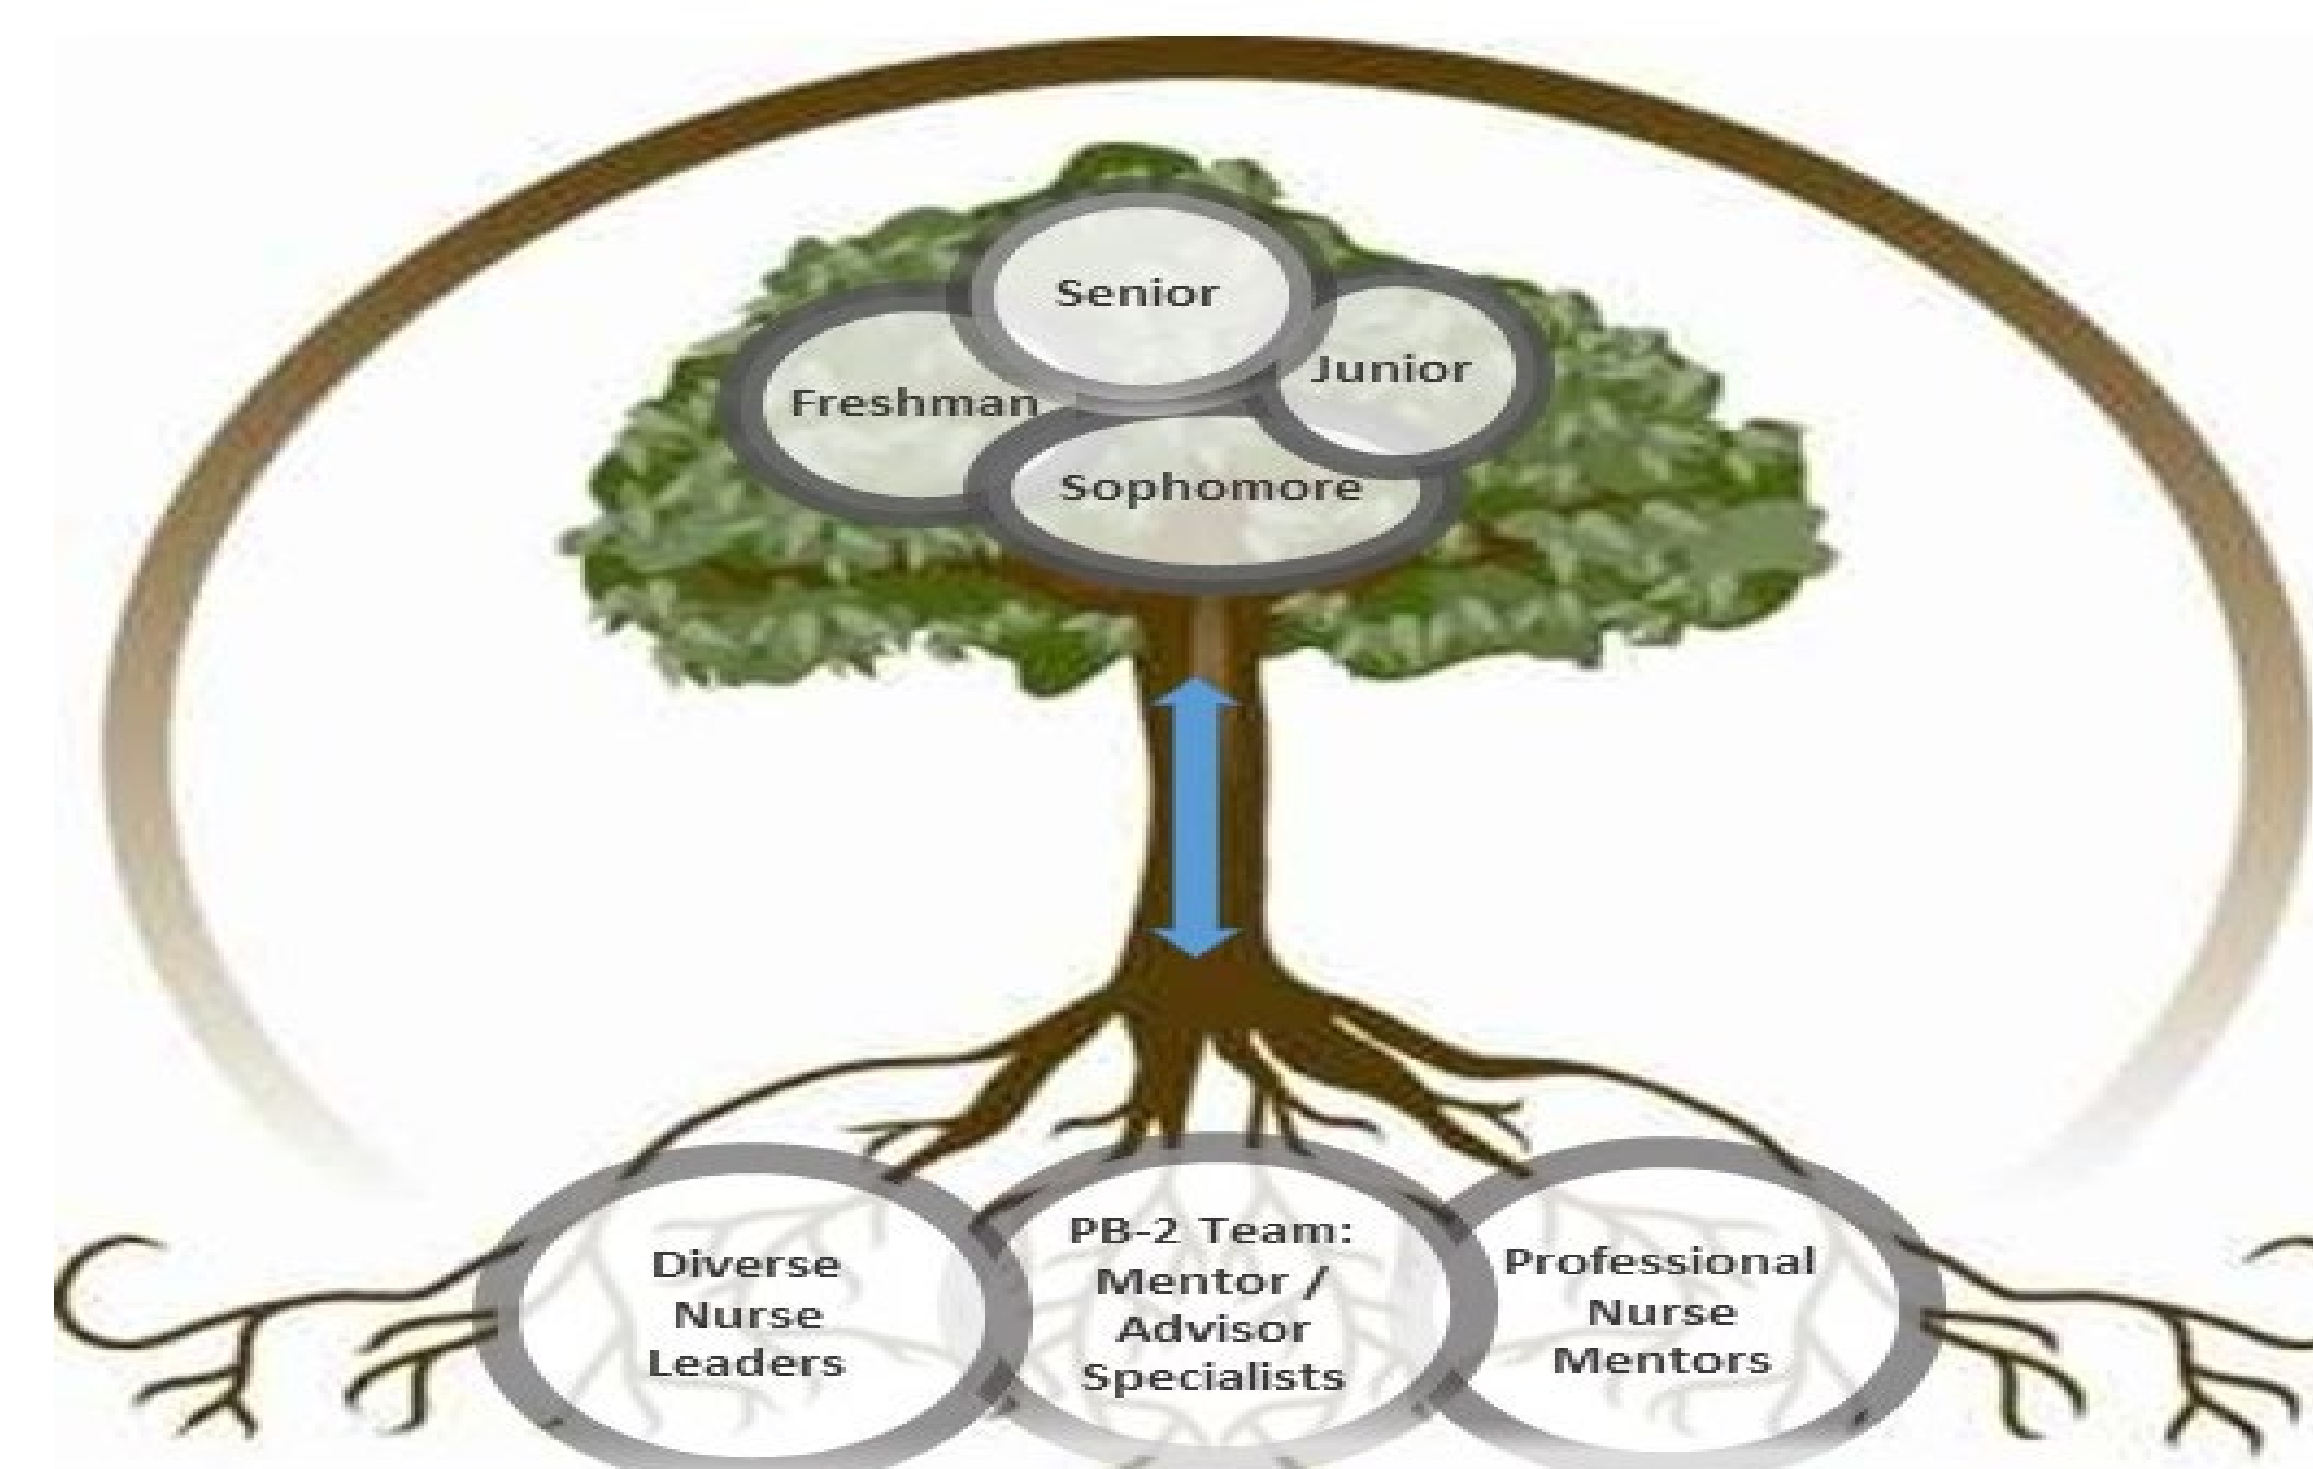 Senior
Junior
Freshman
Sophomore
Diverse
Nurse
Leaders
PB-2 Team:
Mentor /
Advisor
Specialists
Professional
Nurse
Mentors